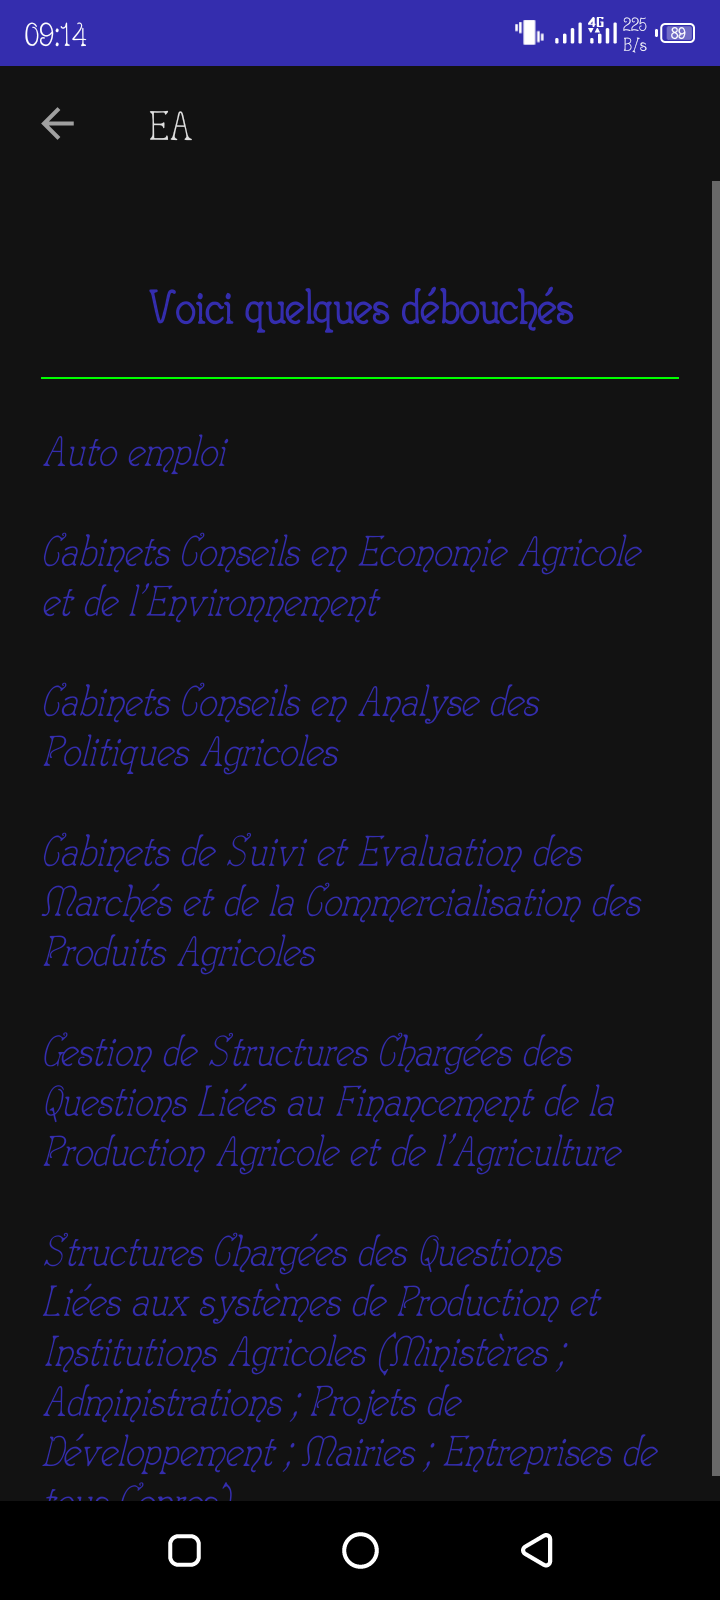 09:14
4G
225
B/s
89
EA
Voici quelques débouchés
Auto emploi
Cabinets Conseils en Economie Agricole
et de l'Environnement
Cabinets Conseils en Analyse des
Politiques Agricoles
Cabinets de Suivi et Evaluation des
Marchés et de la Commercialisation des
Produits Agricoles
Gestion de Structures Chargées des
Questions Liées au Financement de la
Production Agricole et de l'Agriculture
Structures Chargées des Questions
Liées aux systèmes de Production et
Institutions Agricoles (Ministères ;
Administrations ; Projets de
Développement ; Mairies ; Entreprises de